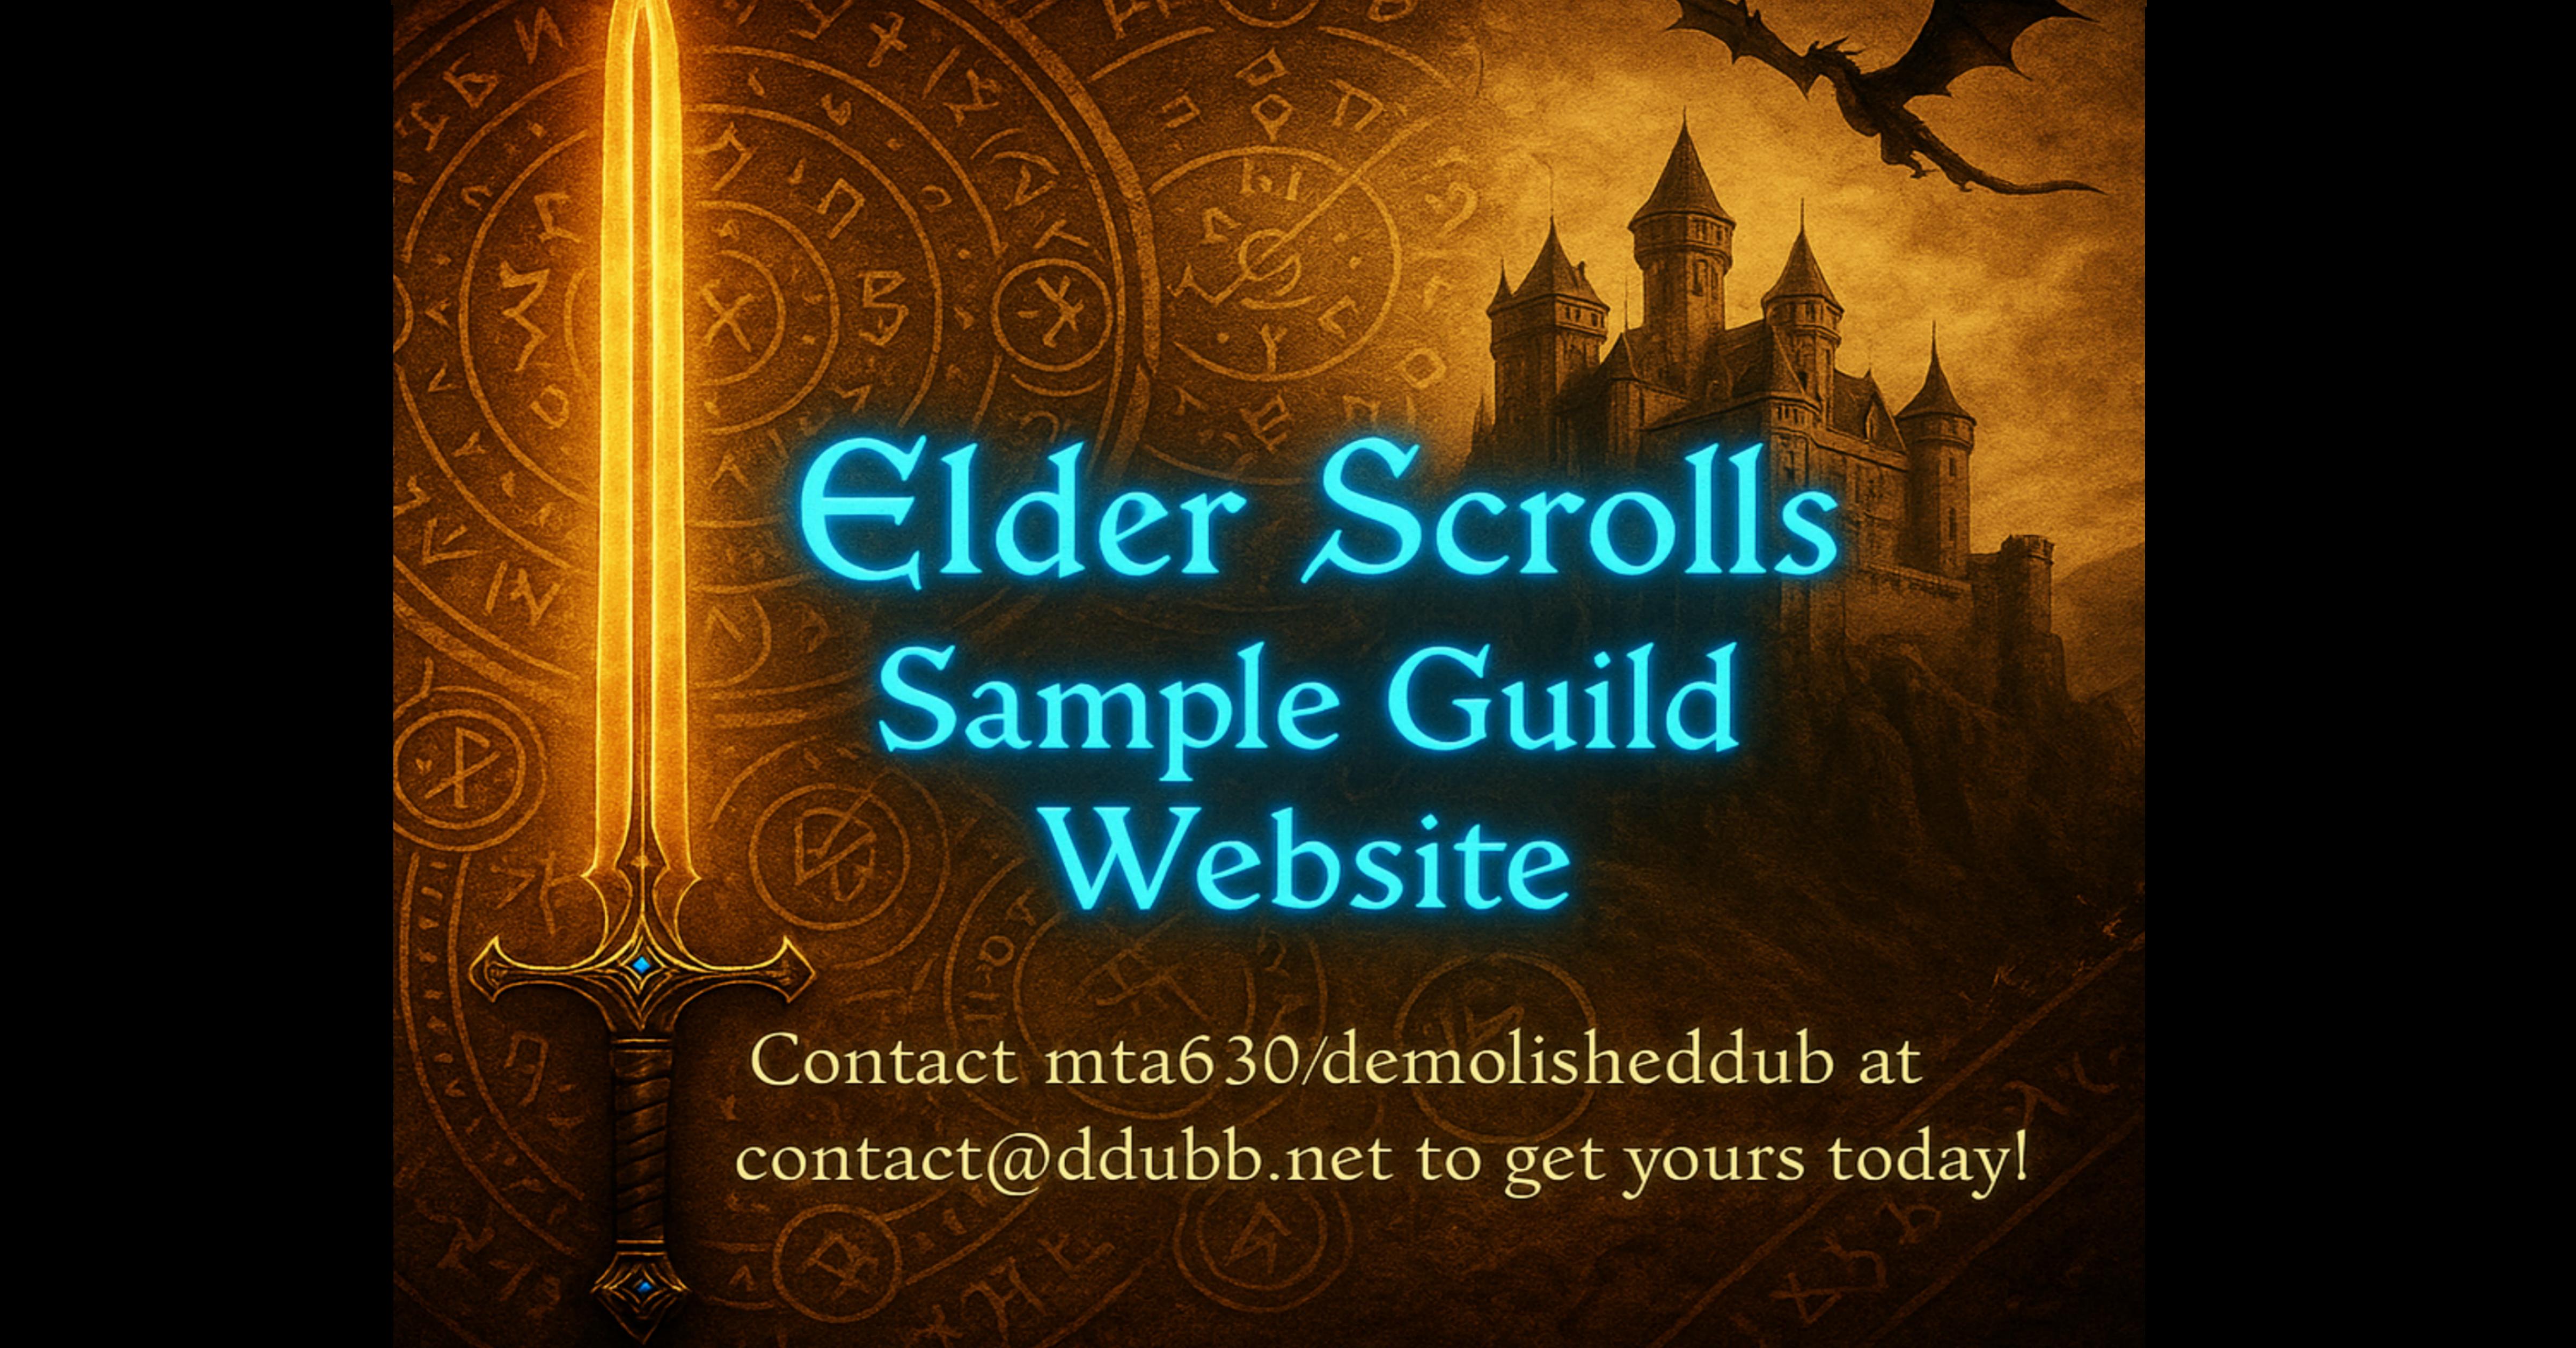 Elder Scrolls
Sample Guild
Website
Contact mta630/demolisheddub at
contact@ddubb.net to get yours today!